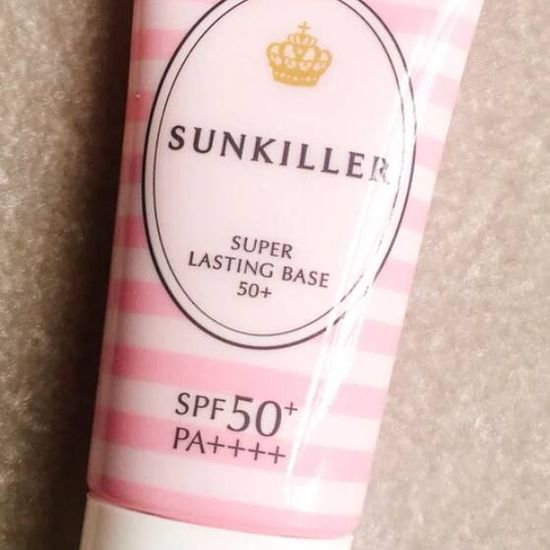 SUNKILLER
SUPER
LASTING BASE
50+
SPF50+
PA++++